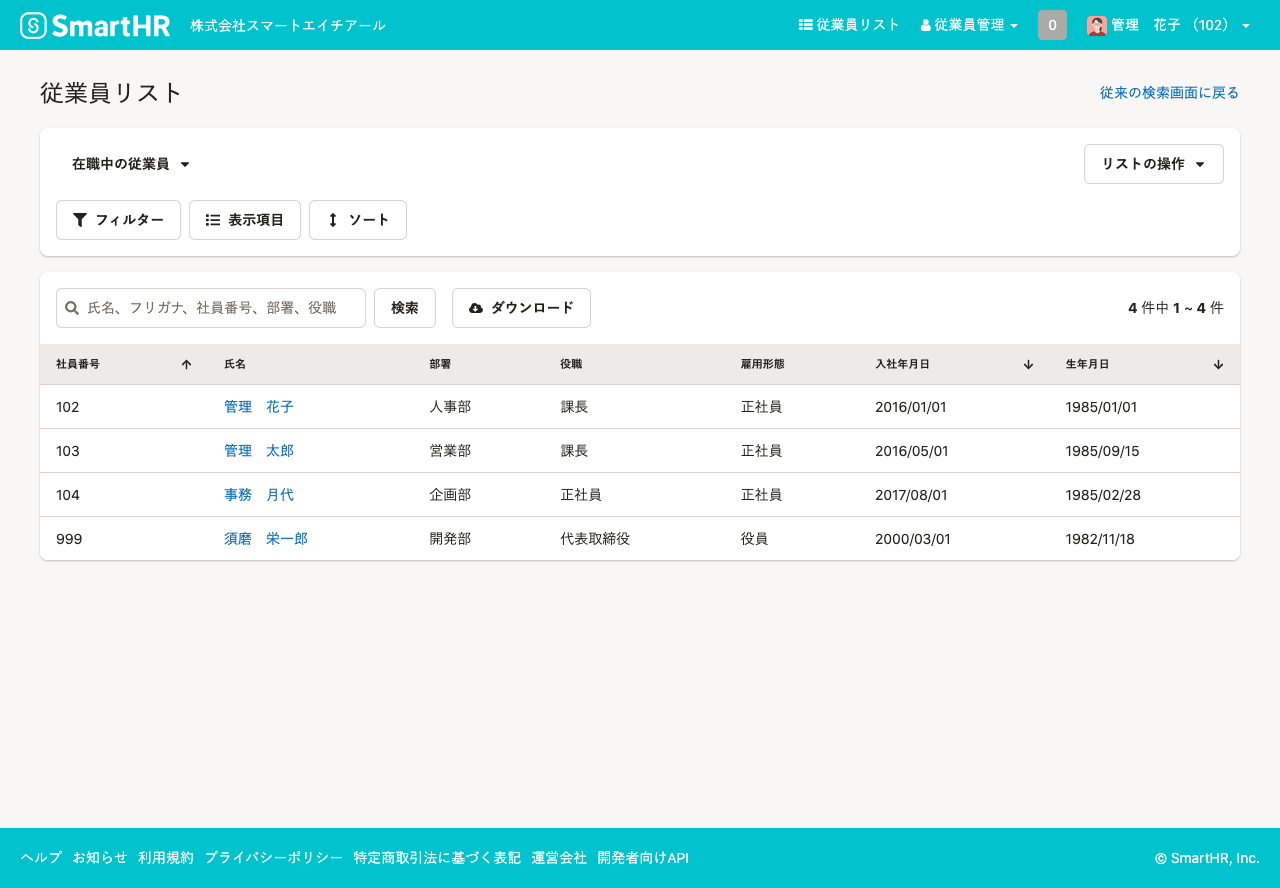 SmartHR 株式会社スマートエイチアール 従業員リスト 従業員管理 0 管理　花子 （102）
従業員リスト 従来の検索画面に戻る
在職中の従業員 リストの操作
フィルター 表示項目 ソート
氏名、フリガナ、社員番号、部署、役職 検索 ダウンロード 4 件中 1 ~ 4 件
社員番号 氏名 部署 役職 雇用形態 入社年月日 生年月日
102 管理　花子 人事部 課長 正社員 2016/01/01 1985/01/01
103 管理　太郎 営業部 課長 正社員 2016/05/01 1985/09/15
104 事務　月代 企画部 正社員 正社員 2017/08/01 1985/02/28
999 須磨　栄一郎 開発部 代表取締役 役員 2000/03/01 1982/11/18
ヘルプ お知らせ 利用規約 プライバシーポリシー 特定商取引法に基づく表記 運営会社 開発者向けAPI © SmartHR, Inc.